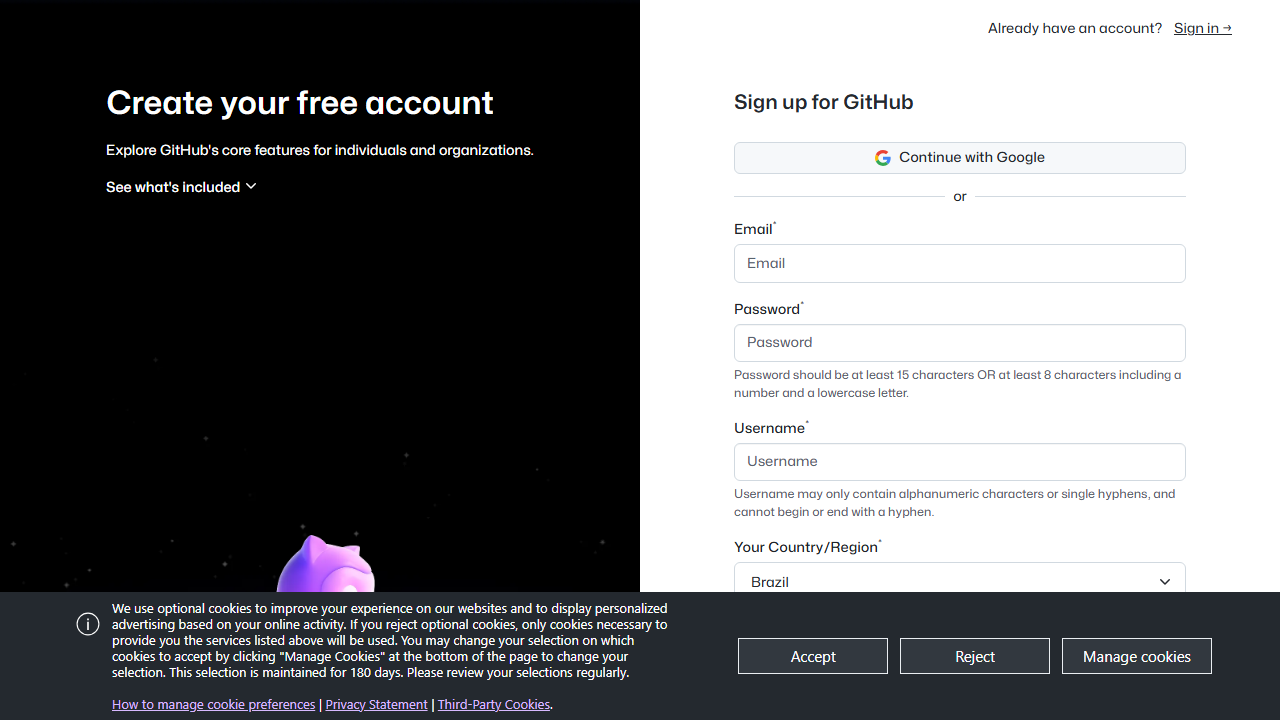 Already have an account? Sign in →
Create your free account
Explore GitHub's core features for individuals and organizations.
See what's included
Sign up for GitHub
Continue with Google
or
Email*
Email
Password*
Password
Password should be at least 15 characters OR at least 8 characters including a
number and a lowercase letter.
Username*
Username
Username may only contain alphanumeric characters or single hyphens, and
cannot begin or end with a hyphen.
Your Country/Region*
Brazil
We use optional cookies to improve your experience on our websites and to display personalized
advertising based on your online activity. If you reject optional cookies, only cookies necessary to
provide you the services listed above will be used. You may change your selection on which
cookies to accept by clicking "Manage Cookies" at the bottom of the page to change your
selection. This selection is maintained for 180 days. Please review your selections regularly.
How to manage cookie preferences | Privacy Statement | Third-Party Cookies.
Accept
Reject
Manage cookies